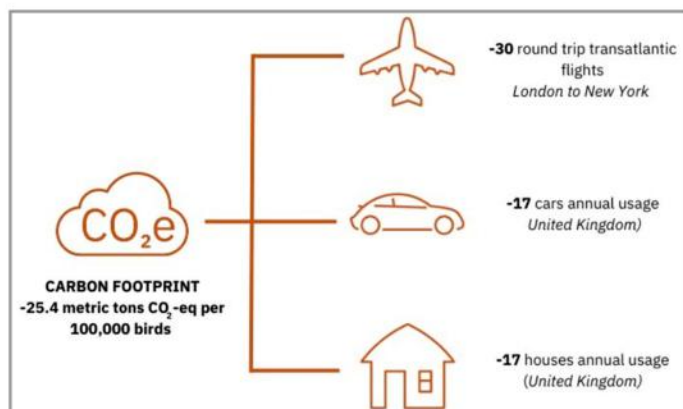 -30 round trip transatlantic
flights
London to New York
CO₂e
-17 cars annual usage
United Kingdom)
CARBON FOOTPRINT
-25.4 metric tons CO₂-eq per
100,000 birds
-17 houses annual usage
(United Kingdom)